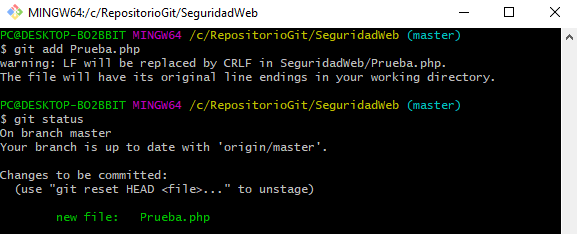 MINGW64:/c/RepositorioGit/SeguridadWeb
PC@DESKTOP-BO2BBIT MINGW64 /c/RepositorioGit/SeguridadWeb (master)
$ git add Prueba.php
warning: LF will be replaced by CRLF in SeguridadWeb/Prueba.php.
The file will have its original line endings in your working directory.
PC@DESKTOP-BO2BBIT MINGW64 /c/RepositorioGit/SeguridadWeb (master)
$ git status
On branch master
Your branch is up to date with 'origin/master'.
Changes to be committed:
(use "git reset HEAD <file>..." to unstage)
new file:   Prueba.php